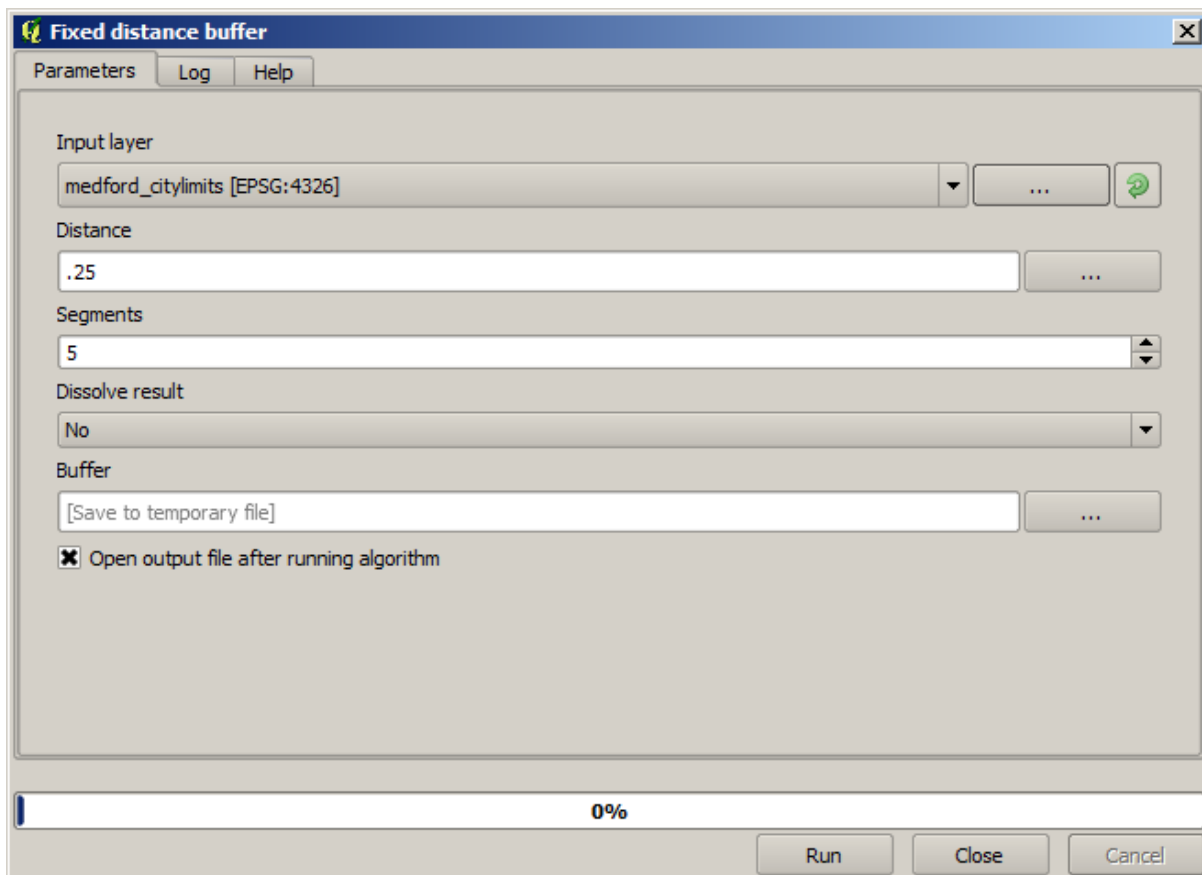 Fixed distance buffer
Parameters Log Help
Input layer
medford_citylimits [EPSG:4326] ...
Distance
.25 ...
Segments
5
Dissolve result
No
Buffer
[Save to temporary file] ...
Open output file after running algorithm
0%
Run Close Cancel